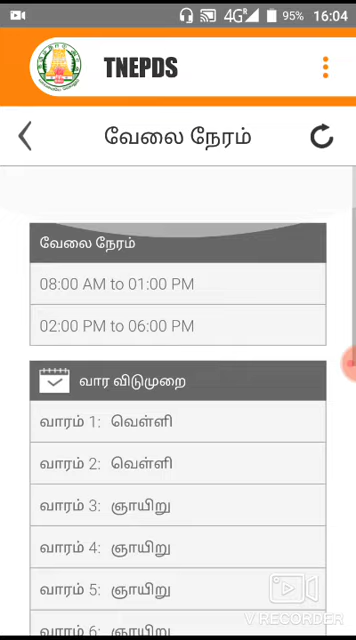 4G R 95% 16:04
TNEPDS
வேலை நேரம்
வேலை நேரம்
08:00 AM to 01:00 PM
02:00 PM to 06:00 PM
வார விடுமுறை
வாரம் 1: வெள்ளி
வாரம் 2: வெள்ளி
வாரம் 3: ஞாயிறு
வாரம் 4: ஞாயிறு
வாரம் 5: ஞாயிறு
வாரம் 6: ஞாயிறு
V RECORDER